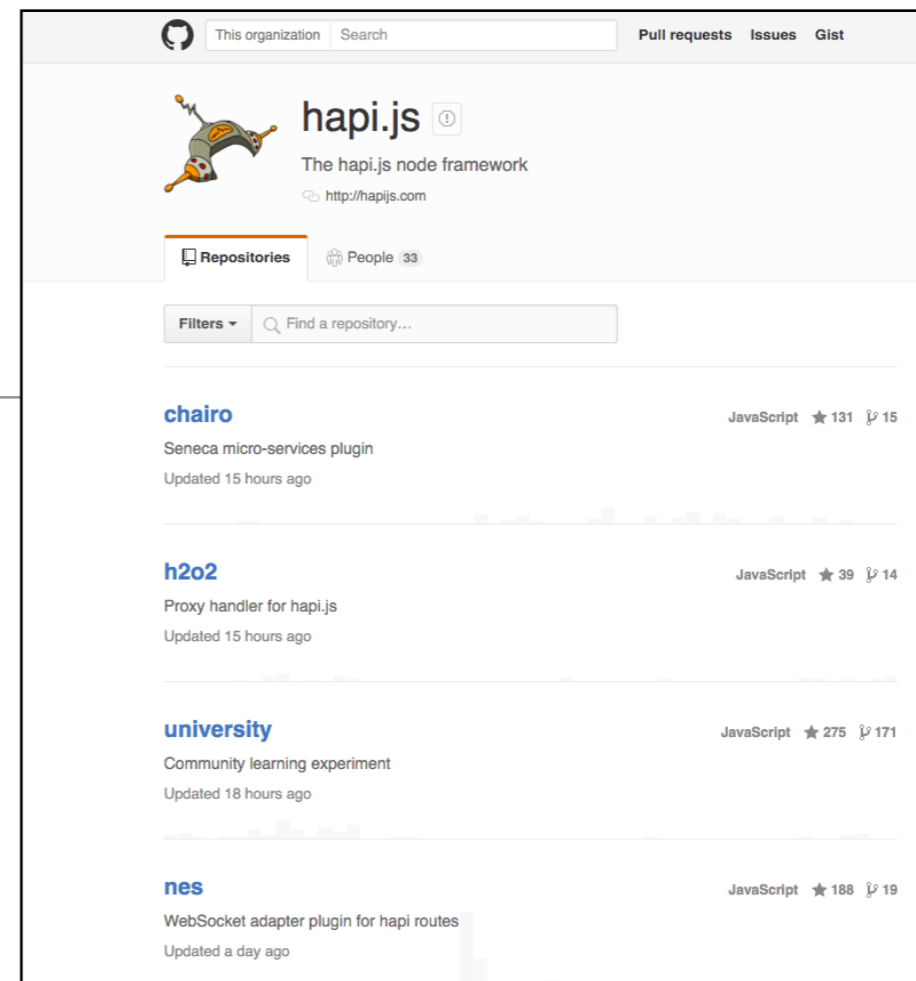 This organization Search Pull requests Issues Gist
hapi.js
The hapi.js node framework
http://hapijs.com
Repositories People 33
Filters Find a repository...
chairo JavaScript 131 15
Seneca micro-services plugin
Updated 15 hours ago
h2o2 JavaScript 39 14
Proxy handler for hapi.js
Updated 15 hours ago
university JavaScript 275 171
Community learning experiment
Updated 18 hours ago
nes JavaScript 188 19
WebSocket adapter plugin for hapi routes
Updated a day ago